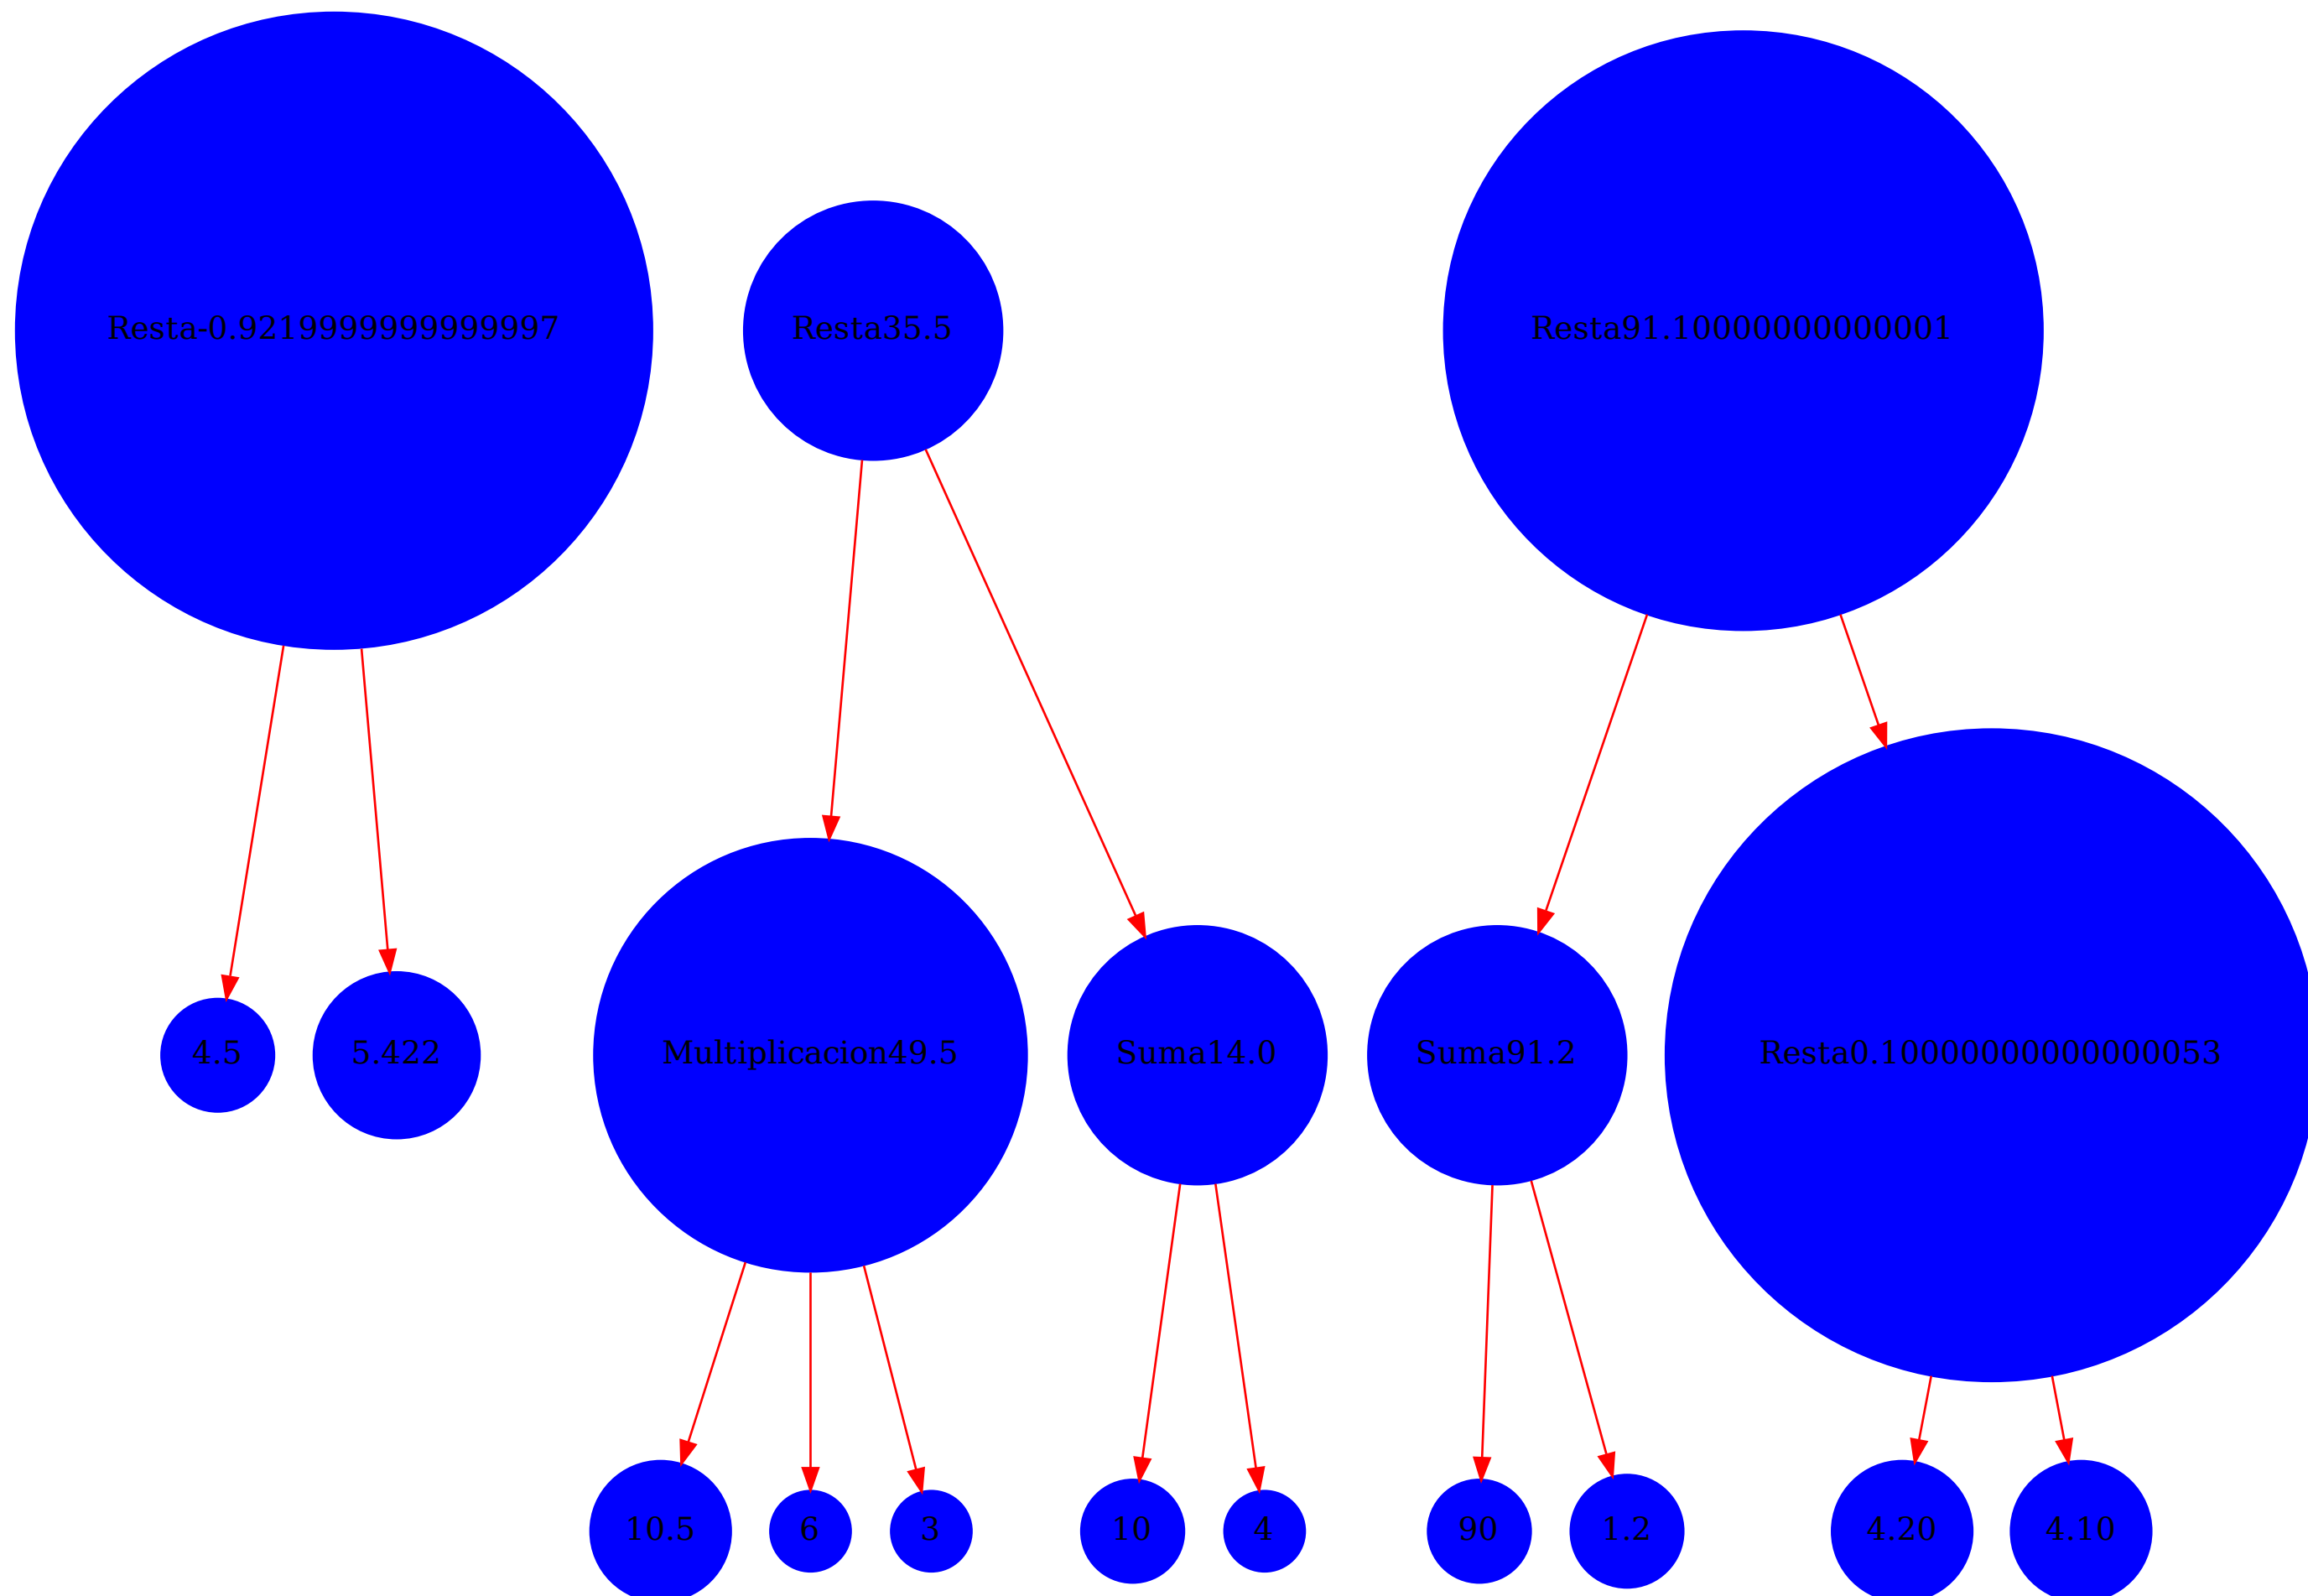 Resta-0.9219999999999997
Resta35.5
Resta91.10000000000001
4.5
5.422
Multiplicacion49.5
Suma14.0
Suma91.2
Resta0.10000000000000053
10.5
6
3
10
4
90
1.2
4.20
4.10